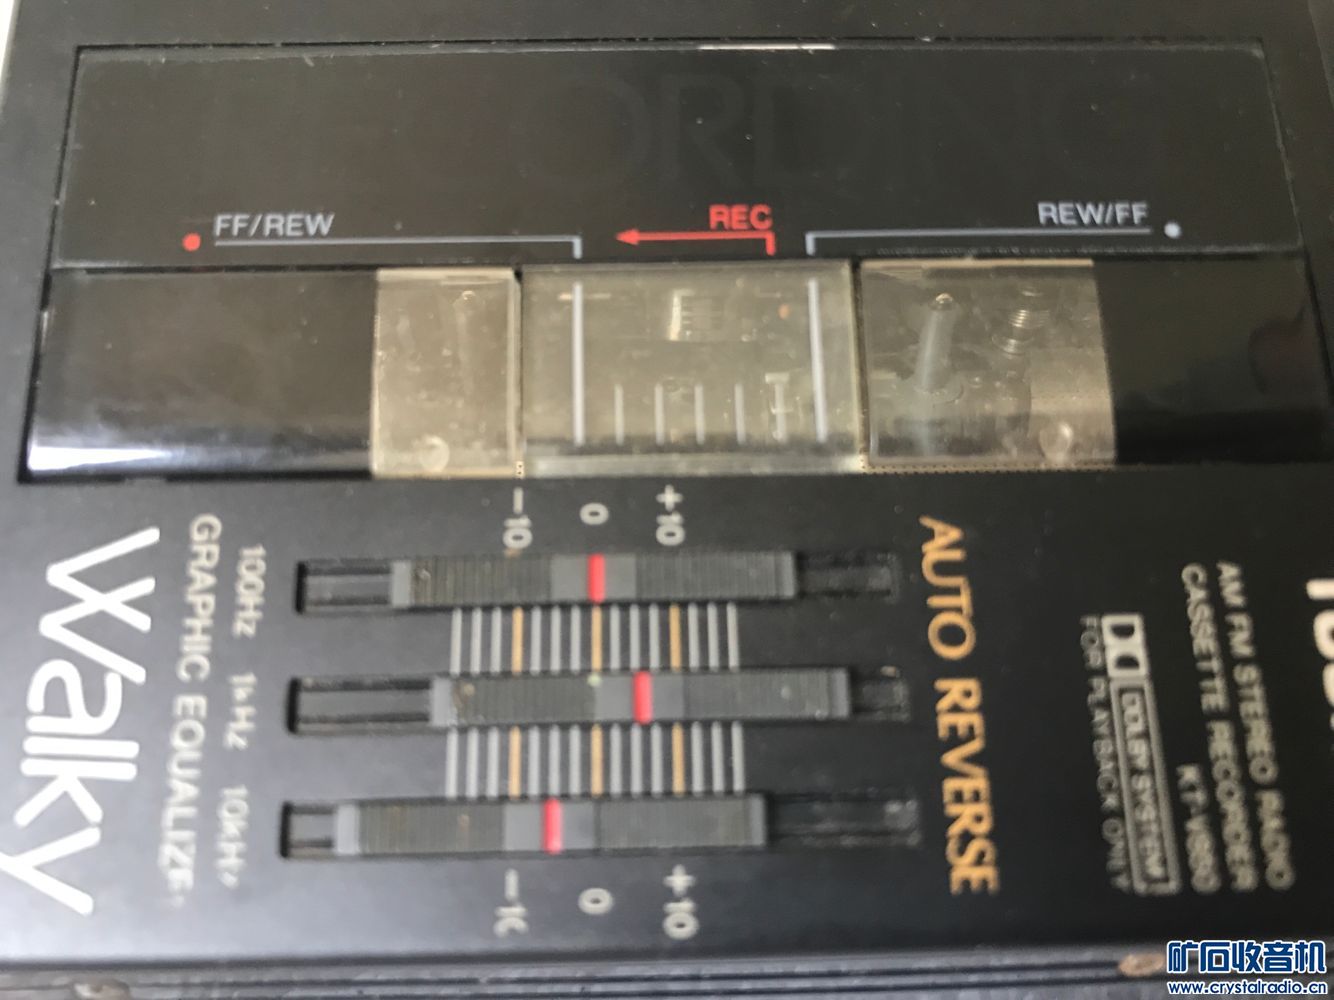 RECORDING
FF/REW
REC
REW/FF
-10 0 +10
Walky
GRAPHIC EQUALIZER
100Hz 1kHz 10kHz
AUTO REVERSE
DOLBY SYSTEM
FOR PLAYBACK ONLY
AM FM STEREO RADIO
CASSETTE RECORDER
-10 0 +10
矿石收音机
www.crystalradio.cn